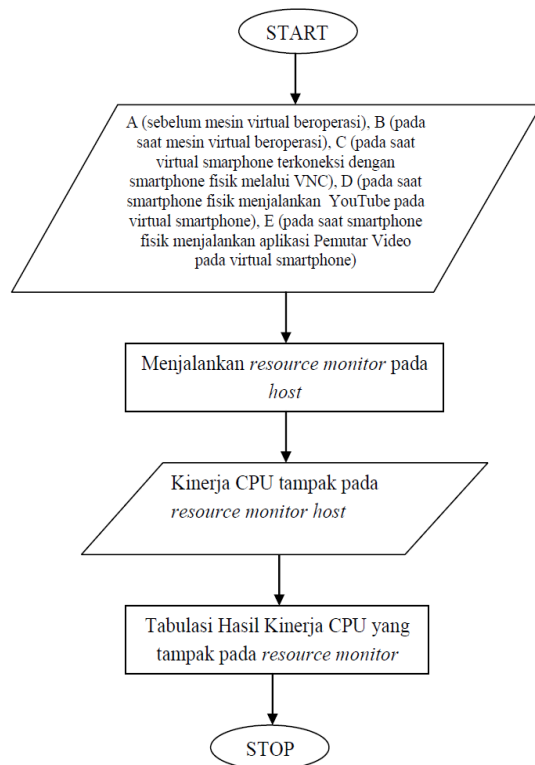 START
A (sebelum mesin virtual beroperasi), B (pada
saat mesin virtual beroperasi), C (pada saat
virtual smarphone terkoneksi dengan
smartphone fisik melalui VNC), D (pada saat
smartphone fisik menjalankan YouTube pada
virtual smartphone), E (pada saat smartphone
fisik menjalankan aplikasi Pemutar Video
pada virtual smartphone)
Menjalankan resource monitor pada
host
Kinerja CPU tampak pada
resource monitor host
Tabulasi Hasil Kinerja CPU yang
tampak pada resource monitor
STOP